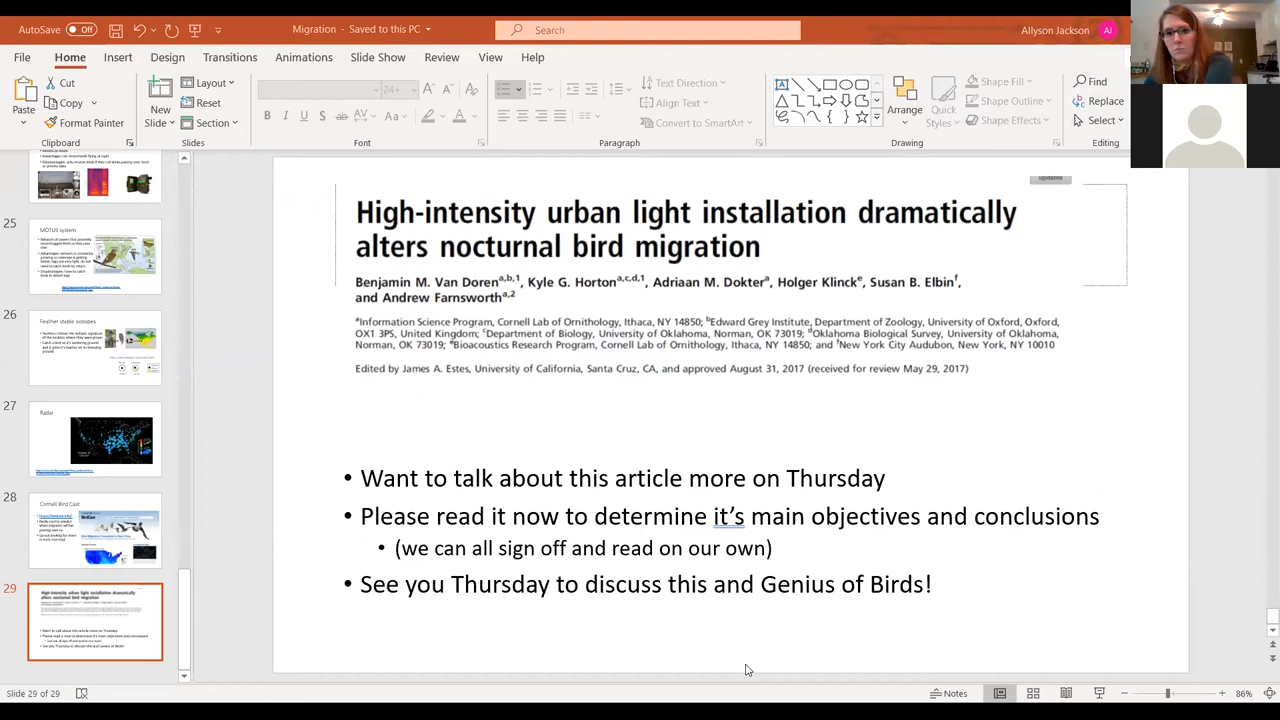 AutoSave Off
Migration - Saved to this PC
Search
Allyson Jackson AJ
File Home Insert Design Transitions Animations Slide Show Review View Help
Paste
Cut
Copy
Format Painter
Clipboard
New Slide
Layout
Reset
Section
Slides
24+
Font
Text Direction
Align Text
Convert to SmartArt
Paragraph
Arrange
Quick Styles
Shape Fill
Shape Outline
Shape Effects
Drawing
Find
Replace
Select
Editing
25
MOTUS system
26
Feather stable isotopes
27
Radar
28
Cornell Bird Cast
29
High-intensity urban light installation dramatically
alters nocturnal bird migration
Benjamin M. Van Doren a,b,1, Kyle G. Horton a,c,d,1, Adriaan M. Dokter a, Holger Klinck e, Susan B. Elbin f,
and Andrew Farnsworth a,2
aInformation Science Program, Cornell Lab of Ornithology, Ithaca, NY 14850; bEdward Grey Institute, Department of Zoology, University of Oxford, Oxford,
OX1 3PS, United Kingdom; cDepartment of Biology, University of Oklahoma, Norman, OK 73019; dOklahoma Biological Survey, University of Oklahoma,
Norman, OK 73019; eBioacoustics Research Program, Cornell Lab of Ornithology, Ithaca, NY 14850; and fNew York City Audubon, New York, NY 10010
Edited by James A. Estes, University of California, Santa Cruz, CA, and approved August 31, 2017 (received for review May 29, 2017)
• Want to talk about this article more on Thursday
• Please read it now to determine it's main objectives and conclusions
• (we can all sign off and read on our own)
• See you Thursday to discuss this and Genius of Birds!
Slide 29 of 29
Notes
86%